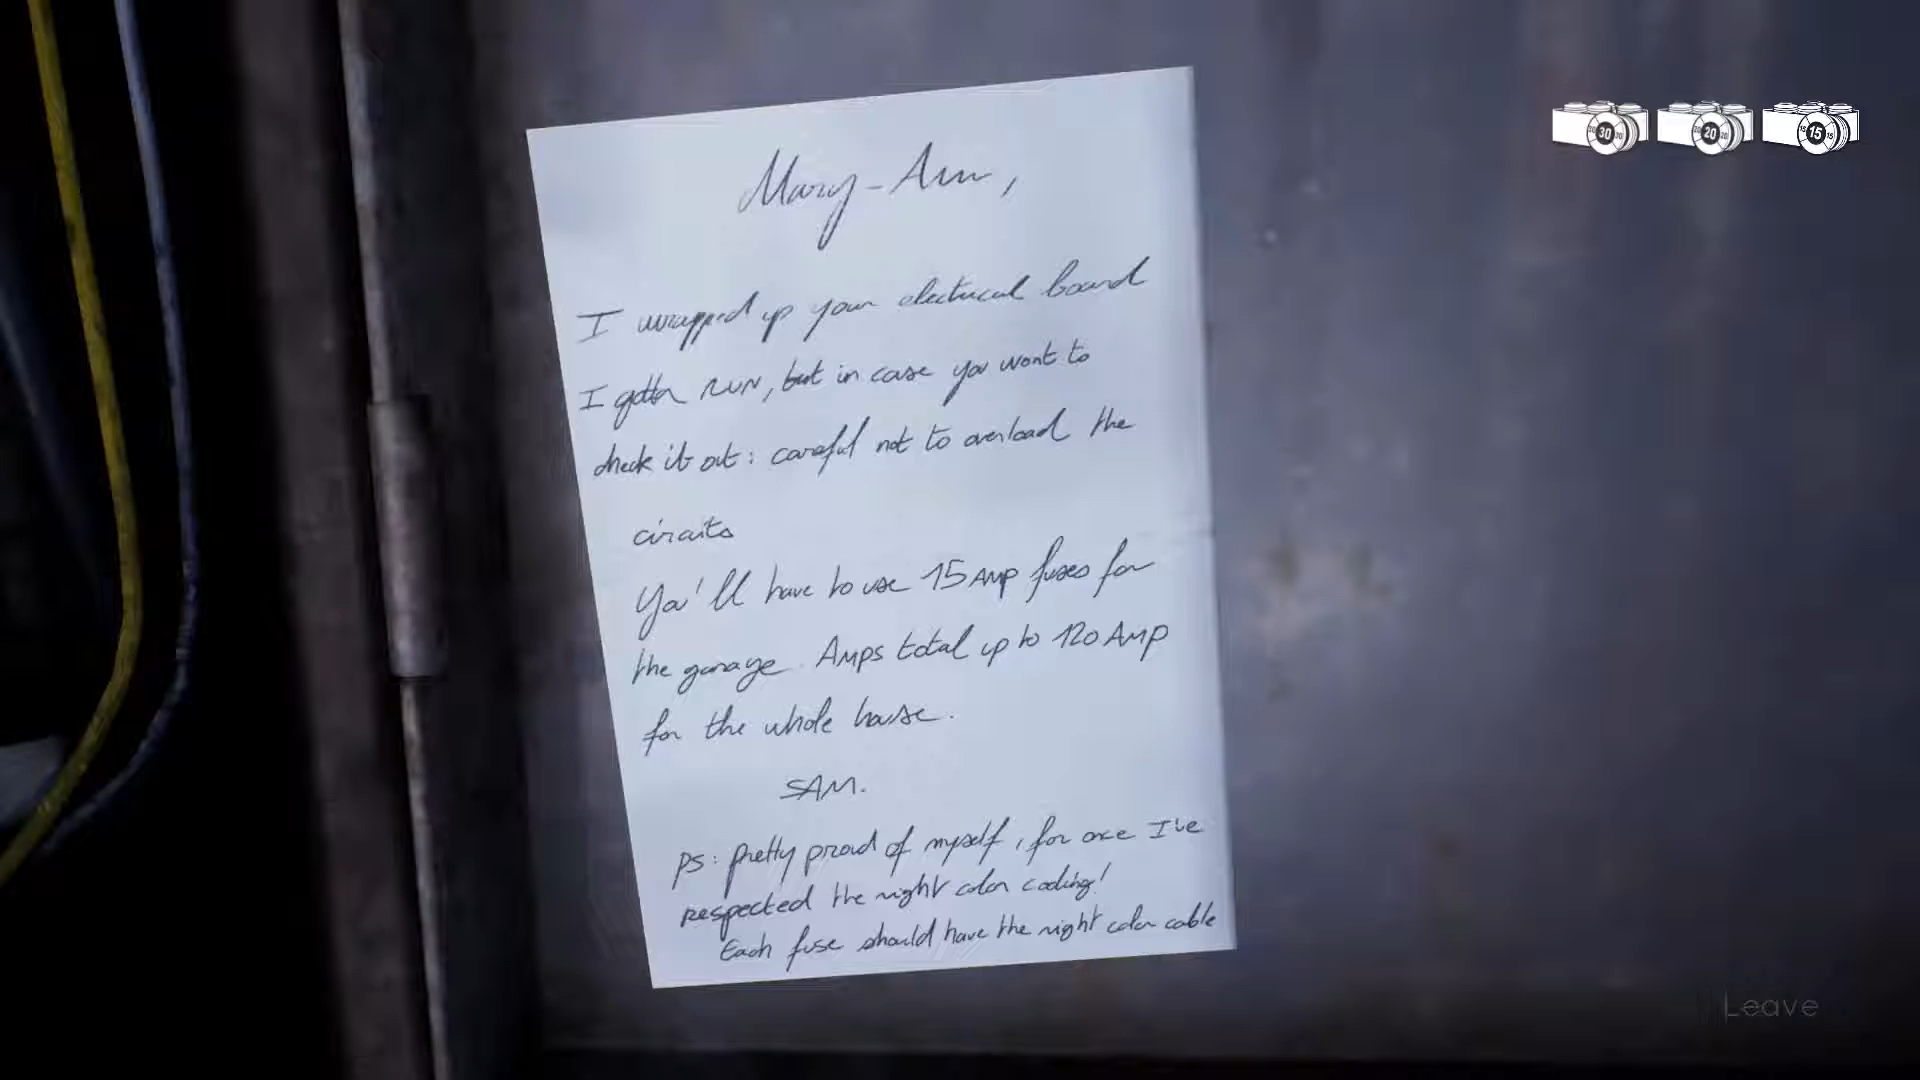 30 20 15
Mary-Ann,
I wrapped up your electrical board
I gotta RUN, but in case you want to
check it out: careful not to overload the
circuits
You'll have to use 15 AMP fuses for
the garage. AMPS total up to 120 AMP
for the whole house.
SAM.
PS: pretty proud of myself, for once I've
respected the right color coding!
Each fuse should have the right color cable
Leave